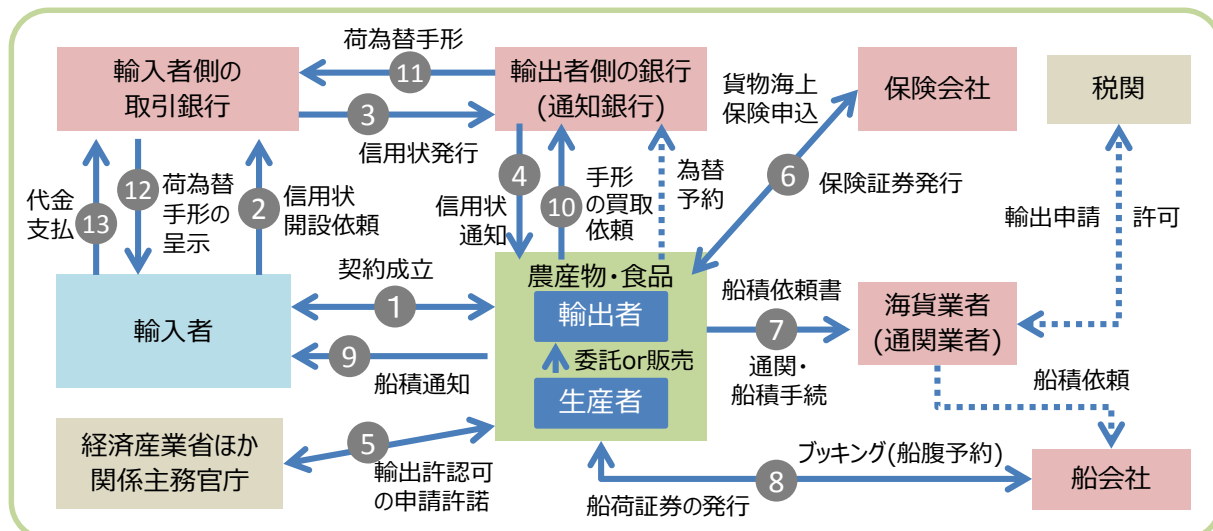 荷為替手形
11
輸入者側の
取引銀行
3
信用状発行
輸出者側の銀行
(通知銀行)
貨物海上
保険申込
保険会社
税関
代金
支払
13
12
荷為替
手形の
呈示
2
信用状
開設依頼
4
信用状
通知
10
手形
の買取
依頼
為替
予約
6
保険証券発行
輸出申請
許可
輸入者
契約成立
1
9
船積通知
農産物・食品
輸出者
委託or販売
生産者
船積依頼書
7
通関・
船積手続
海貨業者
(通関業者)
船積依頼
経済産業省ほか
関係主務官庁
5
輸出許認可
の申請許諾
ブッキング(船腹予約)
8
船荷証券の発行
船会社